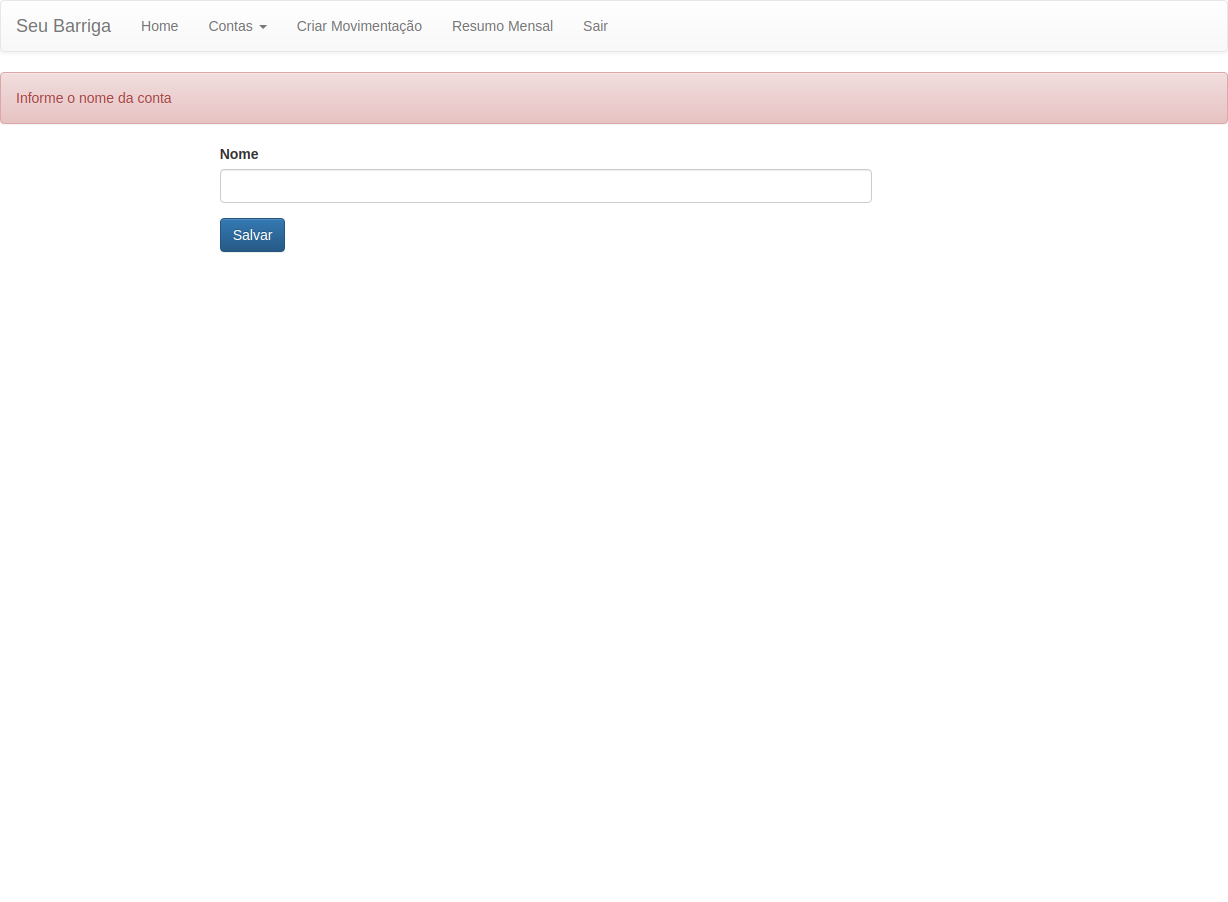 Seu Barriga Home Contas Criar Movimentação Resumo Mensal Sair
Informe o nome da conta
Nome
Salvar